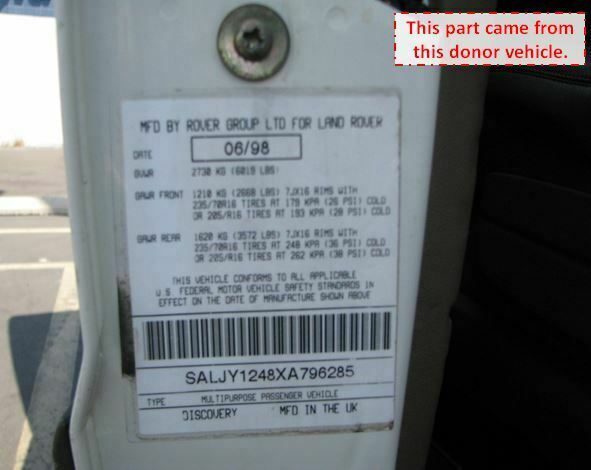 This part came from
this donor vehicle.
MFD BY ROVER GROUP LTD FOR LAND ROVER
DATE 06/98
GVWR 2730 KG (6019 LBS)
GAWR FRONT 1210 KG (2668 LBS) 7JX16 RIMS WITH
235/70R16 TIRES AT 179 KPA (26 PSI) COLD
OR 205/R16 TIRES AT 193 KPA (28 PSI) COLD
GAWR REAR 1620 KG (3572 LBS) 7JX16 RIMS WITH
235/70R16 TIRES AT 248 KPA (36 PSI) COLD
OR 205/R16 TIRES AT 262 KPA (38 PSI) COLD
THIS VEHICLE CONFORMS TO ALL APPLICABLE
U.S. FEDERAL MOTOR VEHICLE SAFETY STANDARDS IN
EFFECT ON THE DATE OF MANUFACTURE SHOWN ABOVE
SALJY1248XA796285
TYPE MULTIPURPOSE PASSENGER VEHICLE
DISCOVERY MFD IN THE UK